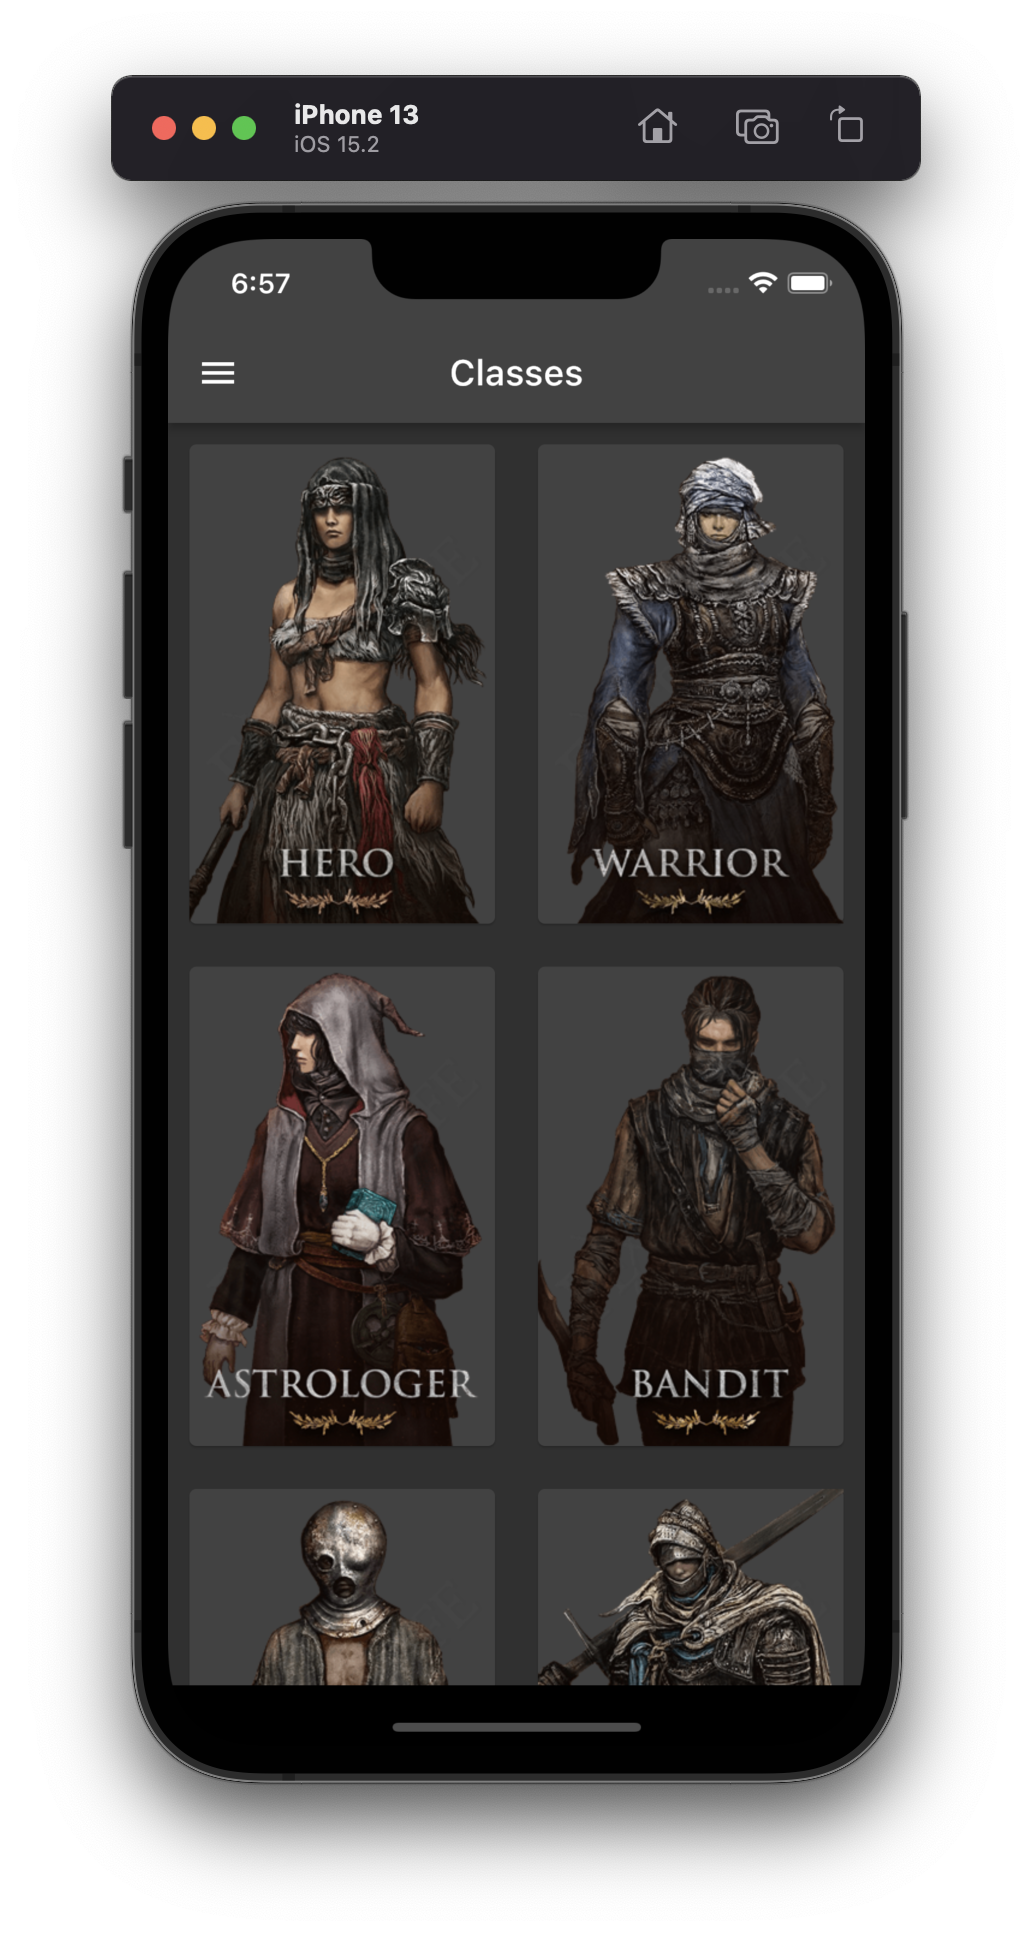 iPhone 13
iOS 15.2
6:57
Classes
HERO
WARRIOR
ASTROLOGER
BANDIT